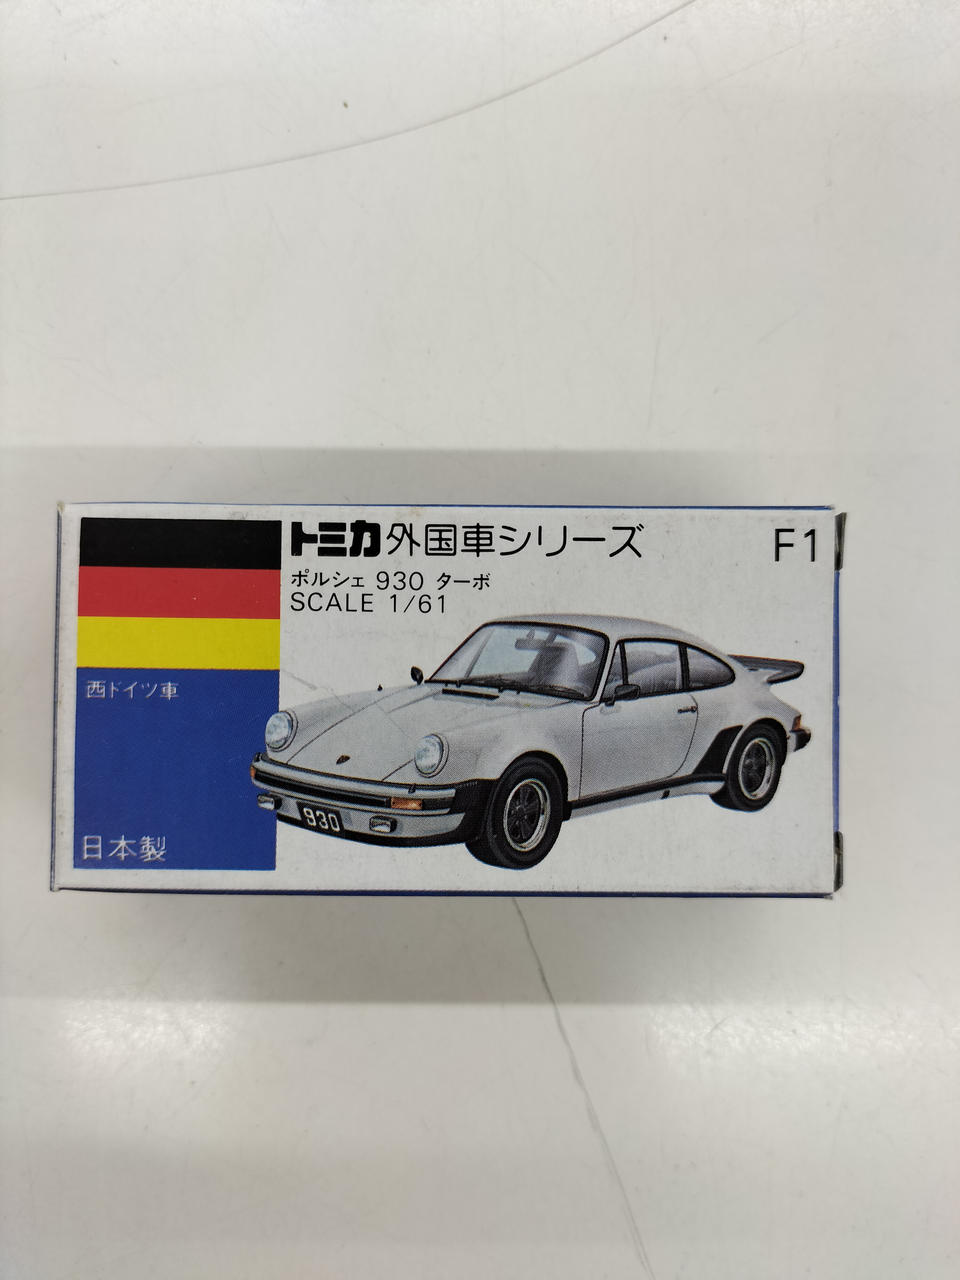 トミカ外国車シリーズ F1
ポルシェ 930 ターボ
SCALE 1/61
西ドイツ車
930
日本製